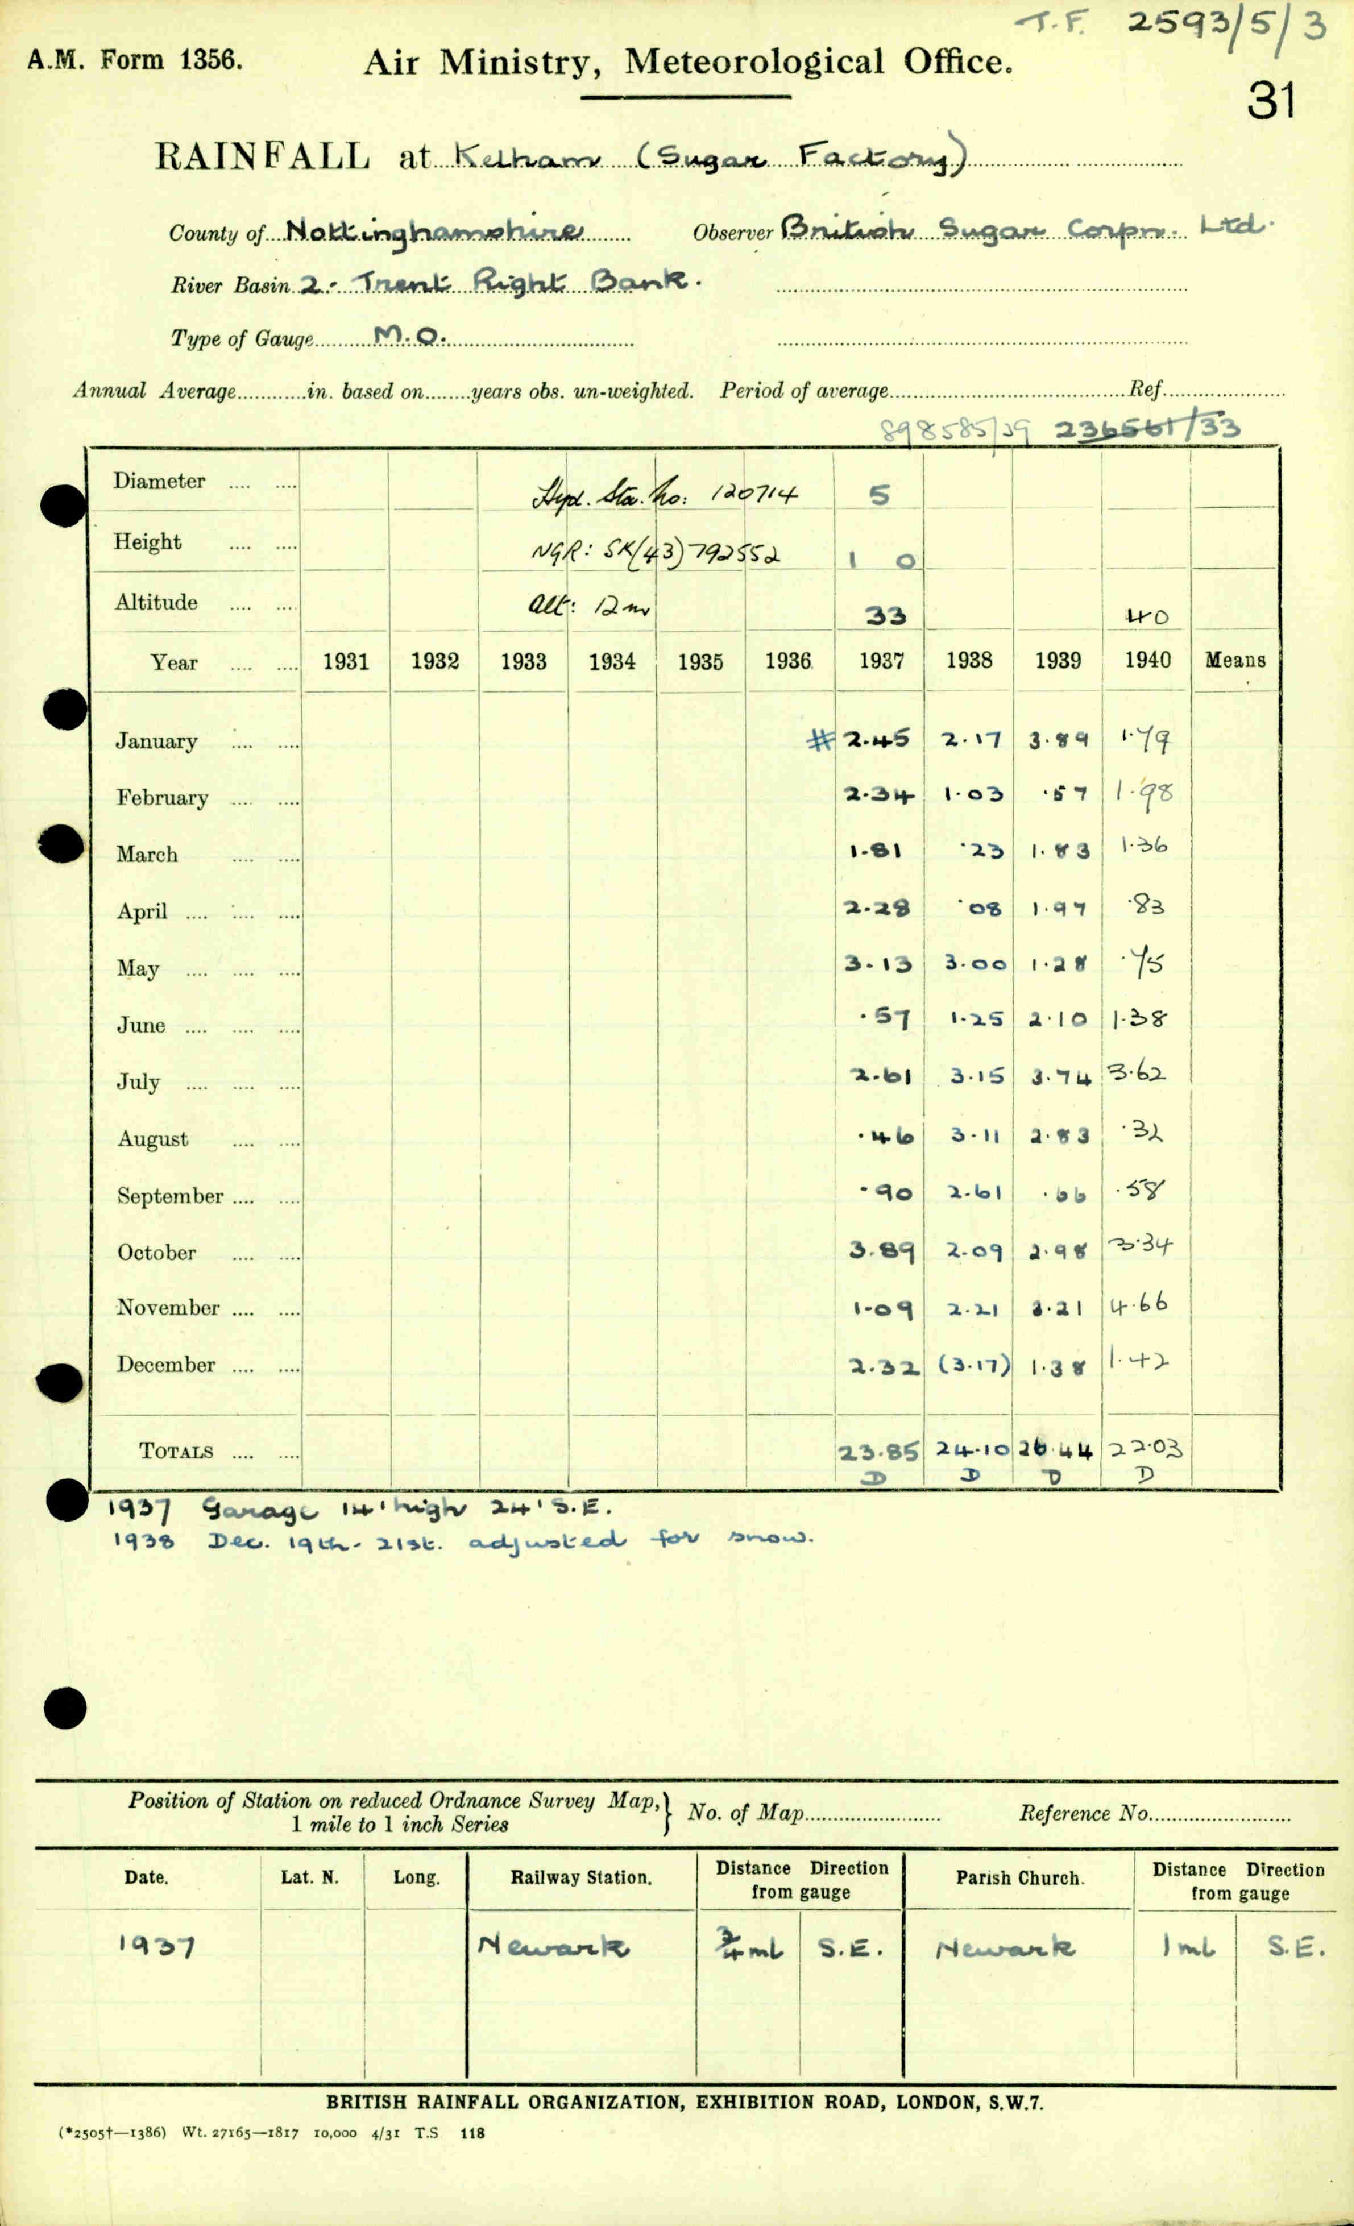 T.F. 2593/5/3
A.M. Form 1356. Air Ministry, Meteorological Office.
31
RAINFALL at Kelham (Sugar Factory)
County of Nottinghamshire Observer British Sugar Corpn. Ltd.
River Basin 2.- Trent Right Bank.
Type of Gauge M.O.
Annual Average............in. based on........years obs. un-weighted. Period of average.......... Ref..........
898585/39 236561/33
Diameter .... .... Hyd. Sta. No: 120714 5
Height .... .... NGR: SK(43)792552 1 0
Altitude .... .... Alt: 12m 33 40
Year .... .... 1931 1932 1933 1934 1935 1936 1937 1938 1939 1940 Means
January .... .... # 2.45 2.17 3.89 1.79
February .... .... 2.34 1.03 .57 1.98
March .... .... 1.81 .23 1.83 1.36
April .... .... .... 2.28 .08 1.97 .83
May .... .... .... 3.13 3.00 1.28 .75
June .... .... .... .57 1.25 2.10 1.38
July .... .... .... 2.61 3.15 3.74 3.62
August .... .... .46 3.11 2.83 .32
September .... .... .90 2.61 .66 .58
October .... .... 3.89 2.09 2.98 3.34
November .... .... 1.09 2.21 3.21 4.66
December .... .... 2.32 (3.17) 1.38 1.42
TOTALS .... .... 23.85 24.10 26.44 22.03
D D D D
1937 Garage 14' high 24' S.E.
1938 Dec. 19th - 21st. adjusted for snow.
Position of Station on reduced Ordnance Survey Map, } No. of Map.......... Reference No..........
1 mile to 1 inch Series
Date. Lat. N. Long. Railway Station. Distance Direction from gauge Parish Church. Distance Direction from gauge
1937 Newark 3/4 ml S.E. Newark 1 ml S.E.
BRITISH RAINFALL ORGANIZATION, EXHIBITION ROAD, LONDON, S.W.7.
(*2505†—1386) Wt. 27165—1817 10,000 4/31 T.S 118